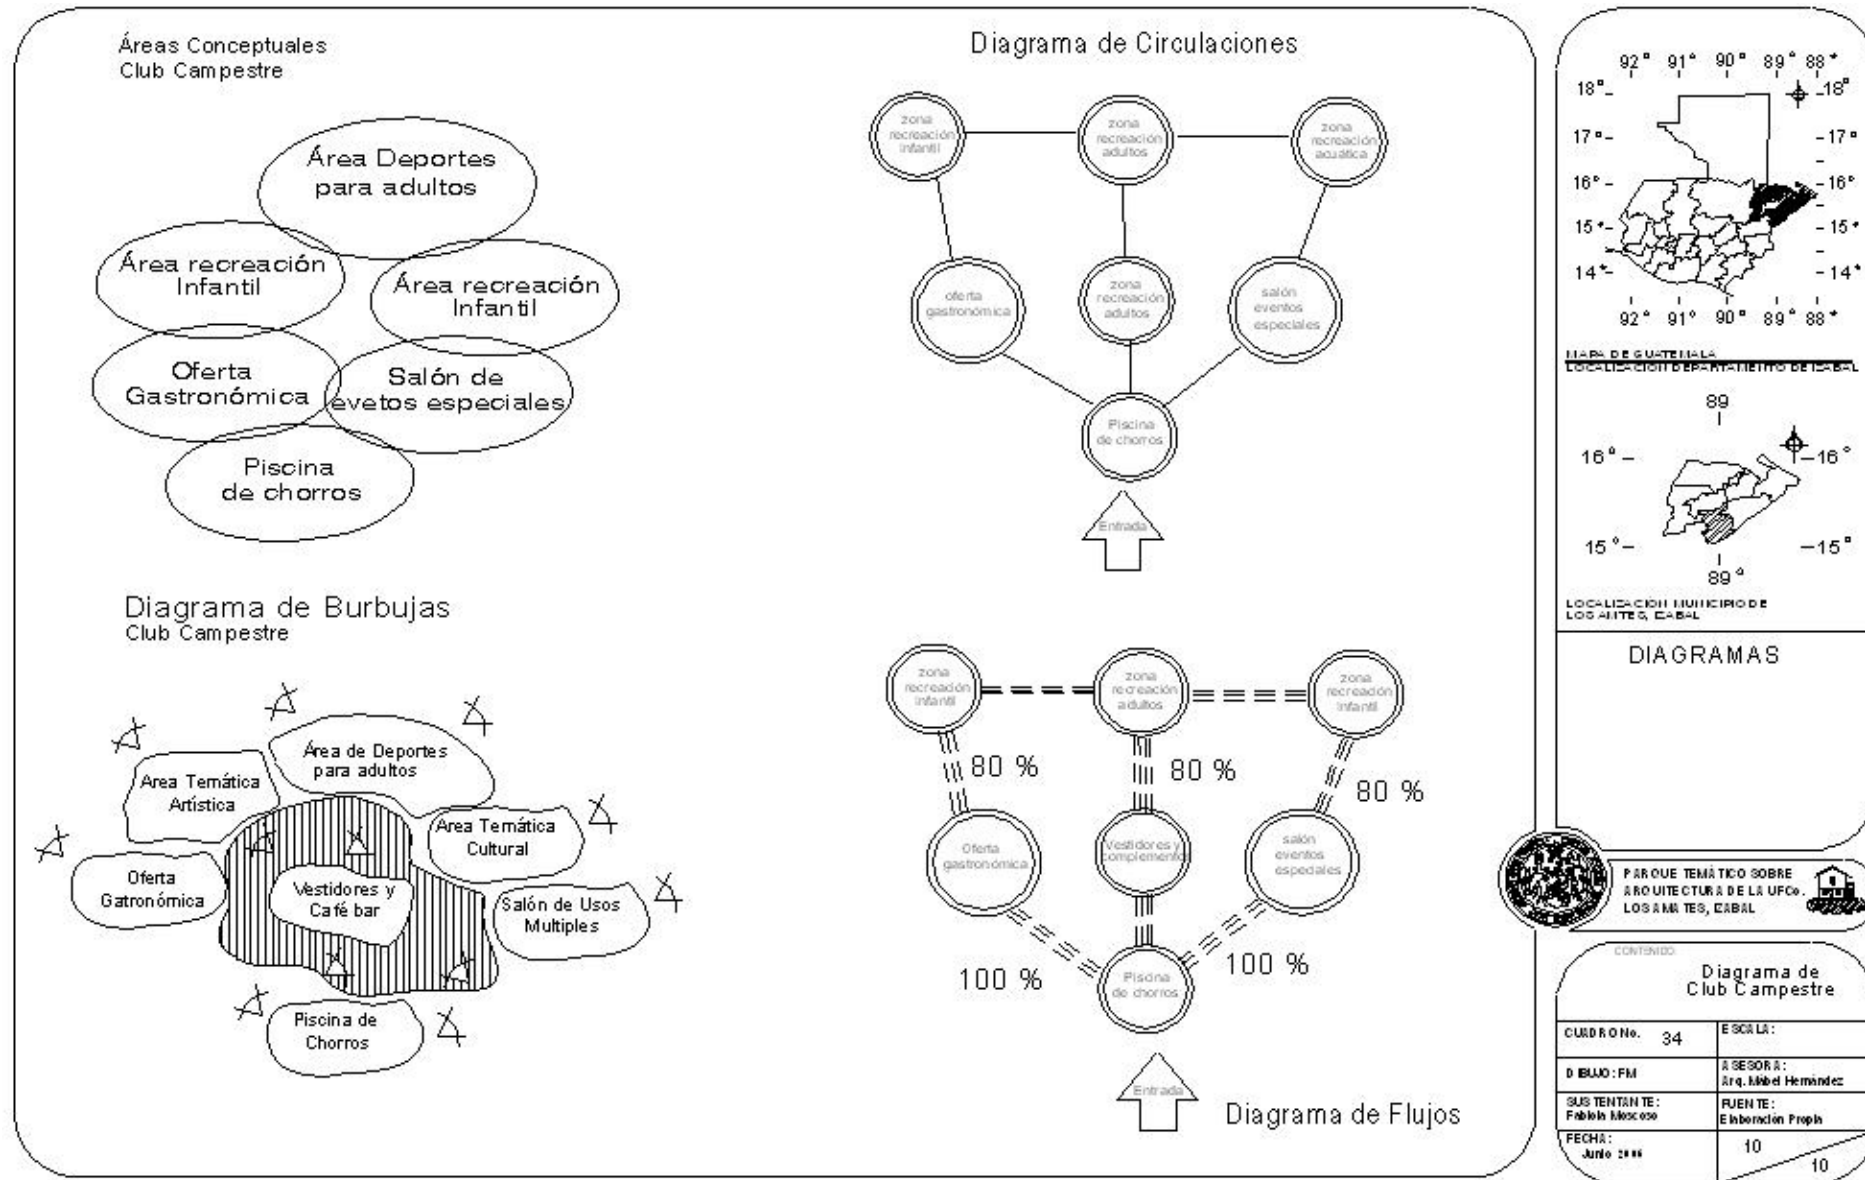 Áreas Conceptuales
Club Campestre
Área Deportes
para adultos
Área recreación
Infantil
Área recreación
Infantil
Oferta
Gastronómica
Salón de
evetos especiales
Piscina
de chorros
Diagrama de Circulaciones
zona
recreación
Infantil
zona
recreación
adultos
zona
recreación
acuática
oferta
gastronómica
zona
recreación
adultos
salón
eventos
especiales
Piscina
de chorros
Entrada
Diagrama de Burbujas
Club Campestre
Área de Deportes
para adultos
Area Temática
Artística
Area Temática
Cultural
Oferta
Gatronómica
Vestidores y
Café bar
Salón de Usos
Multiples
Piscina de
Chorros
zona
recreación
infantil
zona
recreación
adultos
zona
recreación
infantil
80 %
80 %
80 %
Oferta
gastronómica
Vestidores y
complemento
salón
eventos
especiales
100 %
100 %
Piscina
de chorros
Entrada
Diagrama de Flujos
92° 91° 90° 89° 88°
18° 18°
17° 17°
16° 16°
15° 15°
14° 14°
92° 91° 90° 89° 88°
MAPA DE GUATEMALA
LOCALIZACIÓN DEPARTAMENTO DE IZABAL
89
16° 16°
15° 15°
89°
LOCALIZACIÓN MUNICIPIO DE
LOS AMTES, IZABAL
DIAGRAMAS
PARQUE TEMÁTICO SOBRE
ARQUITECTURA DE LA UFCo.
LOS AMATES, IZABAL
CONTENIDO:
Diagrama de
Club Campestre
CUADRO No. 34
ESCALA:
DIBUJO: FM
ASESORA:
Arq. Mabel Hernández
SUSTENTANTE:
Fabiola Moscoso
FUENTE:
Elaboración Propia
FECHA:
Junio 2006
10
10